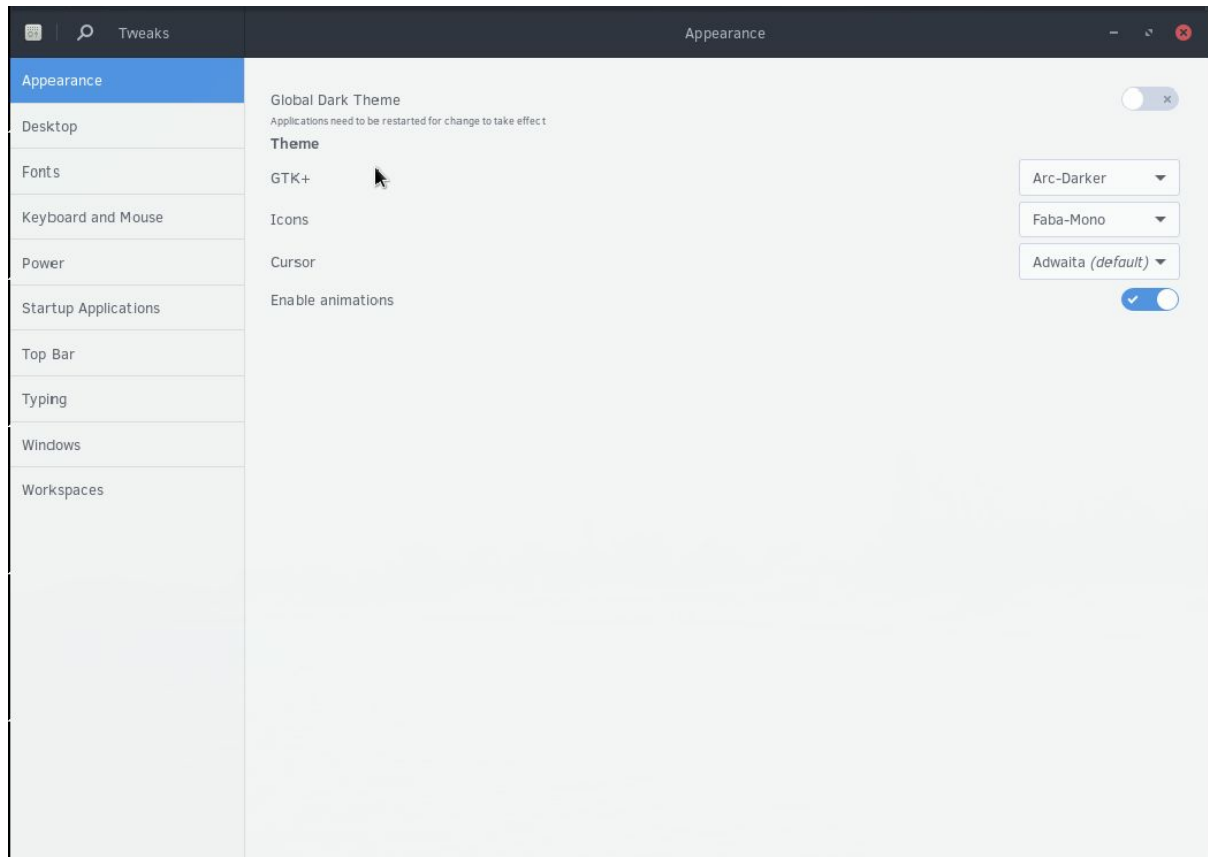 Tweaks
Appearance
Appearance
Desktop
Fonts
Keyboard and Mouse
Power
Startup Applications
Top Bar
Typing
Windows
Workspaces
Global Dark Theme
Applications need to be restarted for change to take effect
Theme
GTK+ Arc-Darker
Icons Faba-Mono
Cursor Adwaita (default)
Enable animations